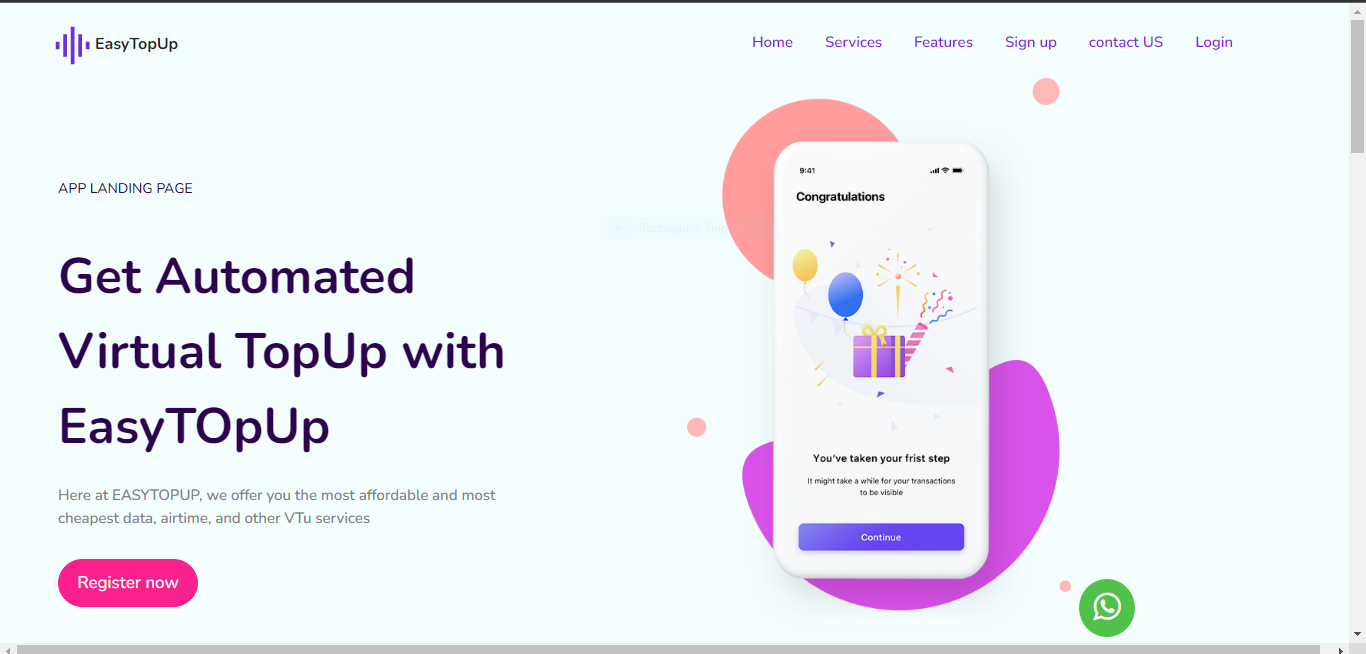 EasyTopUp
Home Services Features Sign up contact US Login
APP LANDING PAGE
Get Automated
Virtual TopUp with
EasyTOpUp
Here at EASYTOPUP, we offer you the most affordable and most
cheapest data, airtime, and other VTu services
Register now
9:41
Congratulations
You've taken your frist step
It might take a while for your transactions
to be visible
Continue